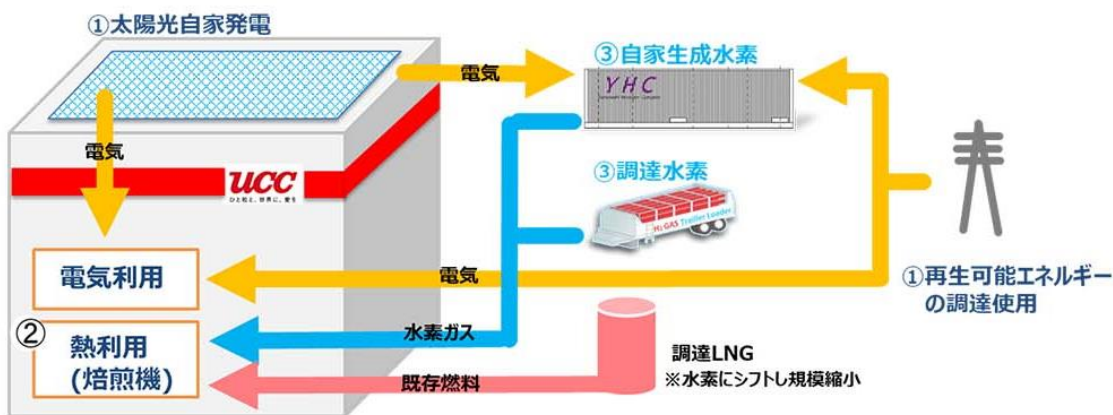 ①太陽光自家発電
電気
③自家生成水素
YHC
電気
ucc
ひと粒と、世界に、愛を
③調達水素
H₂ GAS Trailler Loader
電気利用
電気
①再生可能エネルギー
の調達使用
②
熱利用
(焙煎機)
水素ガス
既存燃料
調達LNG
※水素にシフトし規模縮小